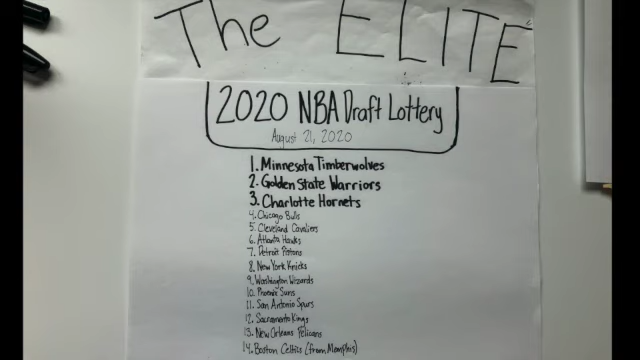 The ELITE
2020 NBA Draft Lottery
August 21, 2020
1. Minnesota Timberwolves
2. Golden State Warriors
3. Charlotte Hornets
4. Chicago Bulls
5. Cleveland Cavaliers
6. Atlanta Hawks
7. Detroit Pistons
8. New York Knicks
9. Washington Wizards
10. Phoenix Suns
11. San Antonio Spurs
12. Sacramento Kings
13. New Orleans Pelicans
14. Boston Celtics (from Memphis)